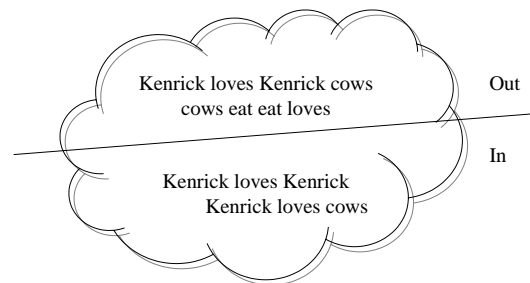 Kenrick loves Kenrick cows
cows eat eat loves
Out
In
Kenrick loves Kenrick
Kenrick loves cows